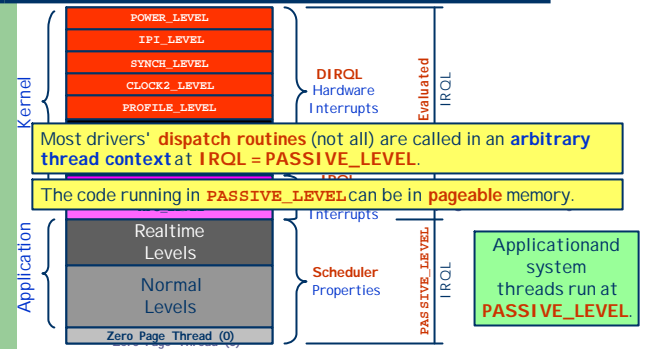 POWER_LEVEL
IPI_LEVEL
SYNCH_LEVEL
CLOCK2_LEVEL
PROFILE_LEVEL
Kernel
DIRQL
Hardware
Interrupts
Evaluated
IRQL
Most drivers' dispatch routines (not all) are called in an arbitrary
thread context at IRQL = PASSIVE_LEVEL.
The code running in PASSIVE_LEVEL can be in pageable memory.
Interrupts
Application
Realtime
Levels
Normal
Levels
Zero Page Thread (0)
Scheduler
Properties
PASSIVE_LEVEL
IRQL
Applicationand
system
threads run at
PASSIVE_LEVEL.